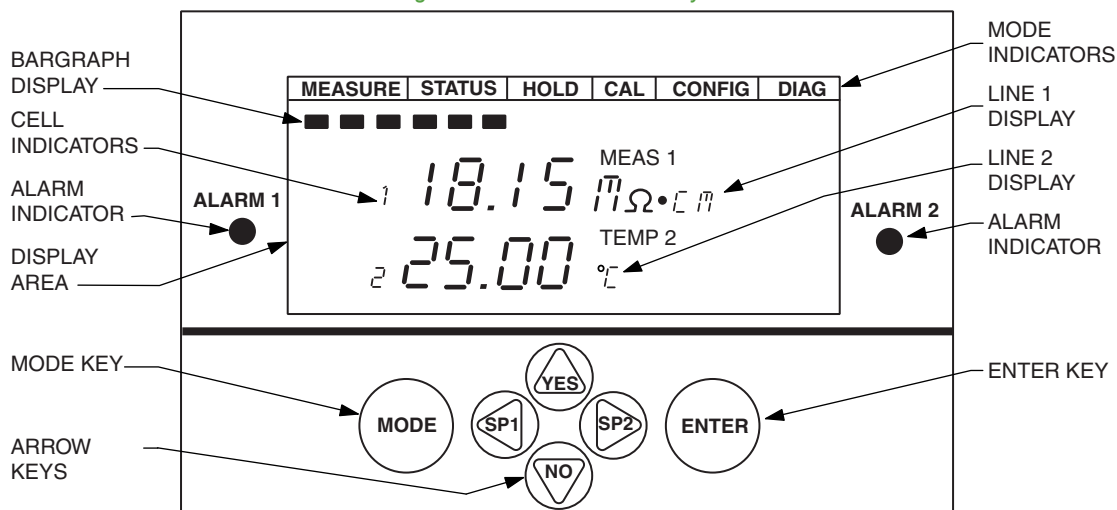 BARGRAPH
DISPLAY
CELL
INDICATORS
ALARM
INDICATOR
DISPLAY
AREA
MODE KEY
ARROW
KEYS
MEASURE STATUS HOLD CAL CONFIG DIAG
1 18.15 MEAS 1
MΩ•CM
2 25.00 TEMP 2
°C
ALARM 1
ALARM 2
MODE
YES
SP1
SP2
NO
ENTER
MODE
INDICATORS
LINE 1
DISPLAY
LINE 2
DISPLAY
ALARM
INDICATOR
ENTER KEY